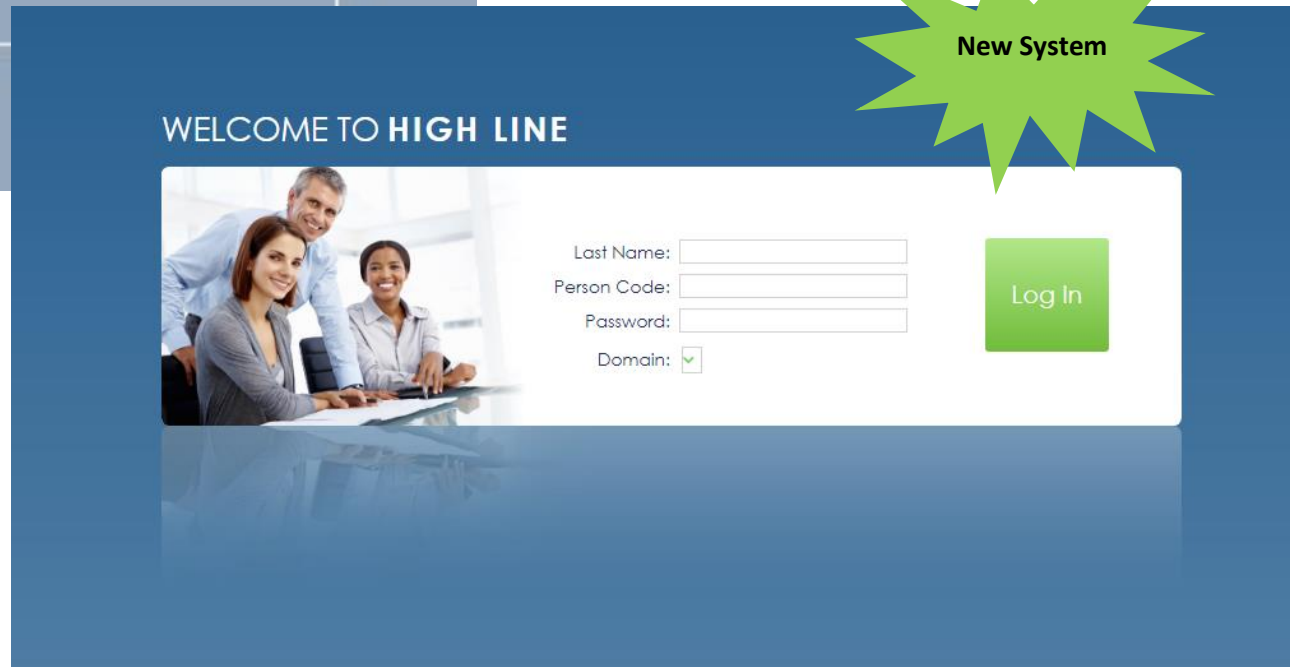 New System
WELCOME TO HIGH LINE
Last Name:
Person Code:
Password:
Domain:
Log In